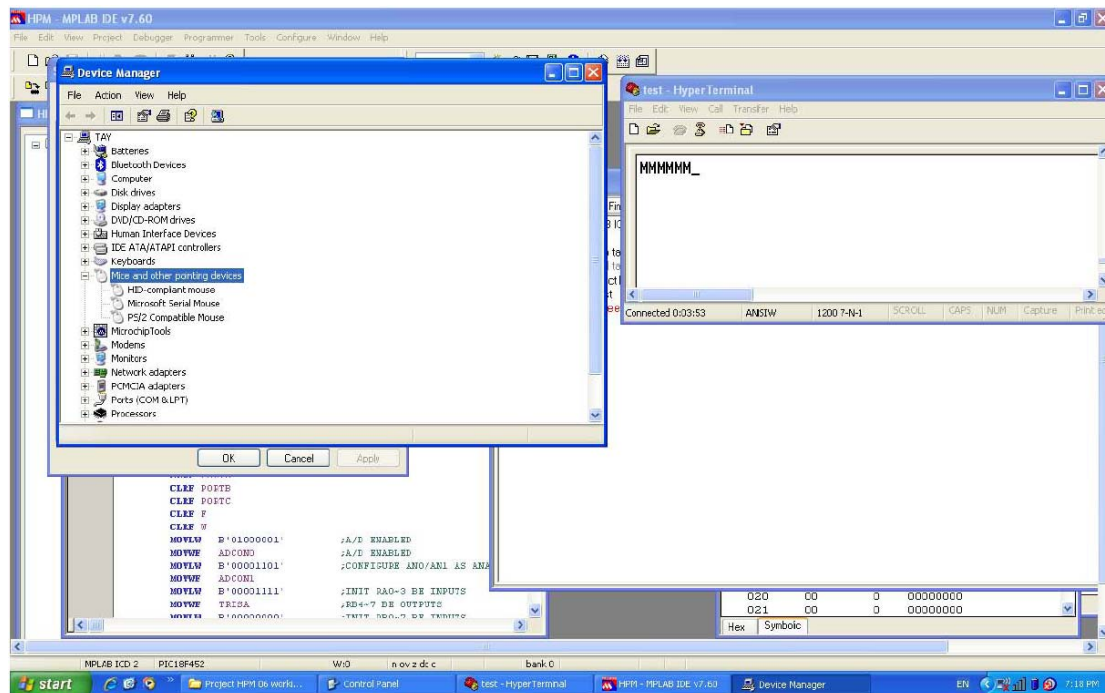 HPM - MPLAB IDE v7.60
File Edit View Project Debugger Programmer Tools Configure Window Help
Device Manager
File Action View Help
TAY
Batteries
Bluetooth Devices
Computer
Disk drives
Display adapters
DVD/CD-ROM drives
Human Interface Devices
IDE ATA/ATAPI controllers
Keyboards
Mice and other pointing devices
HID-compliant mouse
Microsoft Serial Mouse
PS/2 Compatible Mouse
MicrochipTools
Modems
Monitors
Network adapters
PCMCIA adapters
Ports (COM & LPT)
Processors
OK Cancel Apply
test - HyperTerminal
File Edit View Call Transfer Help
MMMMMM_
Connected 0:03:53 ANSIW 1200 7-N-1 SCROLL CAPS NUM Capture Print ec
CLRF PORTB
CLRF PORTC
CLRF F
CLRF W
MOVLW B'01000001' ;A/D ENABLED
MOVWF ADCON0 ;A/D ENABLED
MOVLW B'00001101' ;CONFIGURE AN0/AN1 AS ANA
MOVWF ADCON1
MOVLW B'00001111' ;INIT RA0-3 BE INPUTS
MOVWF TRISA ;RB4-7 BE OUTPUTS
020 00 0 00000000
021 00 0 00000000
Hex Symbolic
MPLAB ICD 2 PIC18F452 W:0 n ov z dc c bank 0
start Project HPM 06 worki... Control Panel test - HyperTerminal HPM - MPLAB IDE v7.60 Device Manager EN 7:18 PM